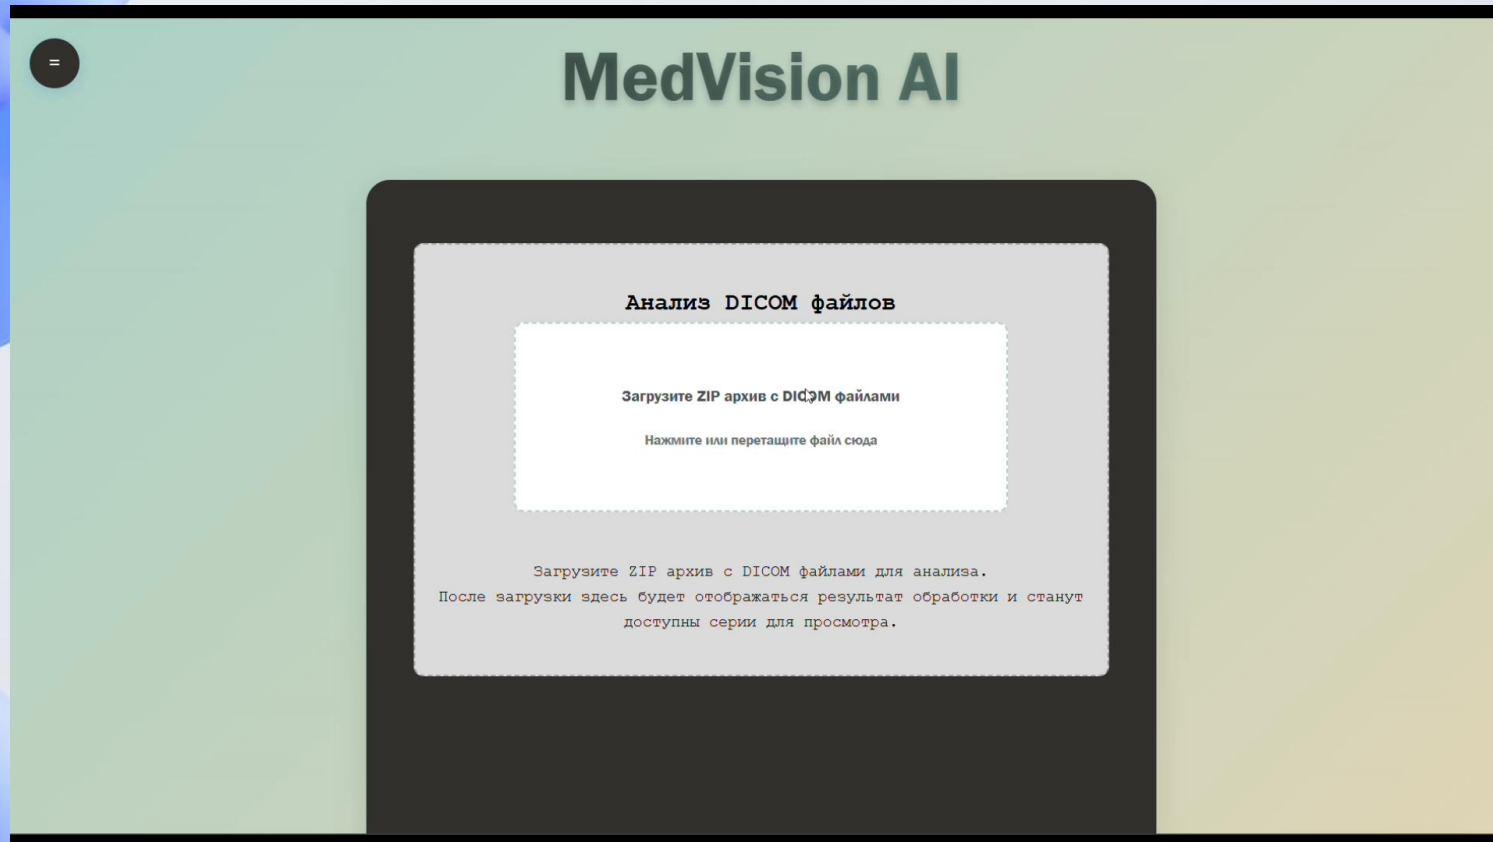 =
MedVision AI
Анализ DICOM файлов
Загрузите ZIP архив с DICOM файлами
Нажмите или перетащите файл сюда
Загрузите ZIP архив с DICOM файлами для анализа.
После загрузки здесь будет отображаться результат обработки и станут
доступны серии для просмотра.